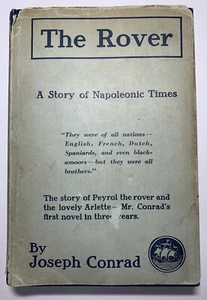 The Rover
A Story of Napoleonic Times
"They were of all nations—
English, French, Dutch,
Spaniards, and even black-
amoors—but they were all
brothers."
The story of Peyrol the rover and
the lovely Arlette— Mr. Conrad's
first novel in three years.
By
Joseph Conrad